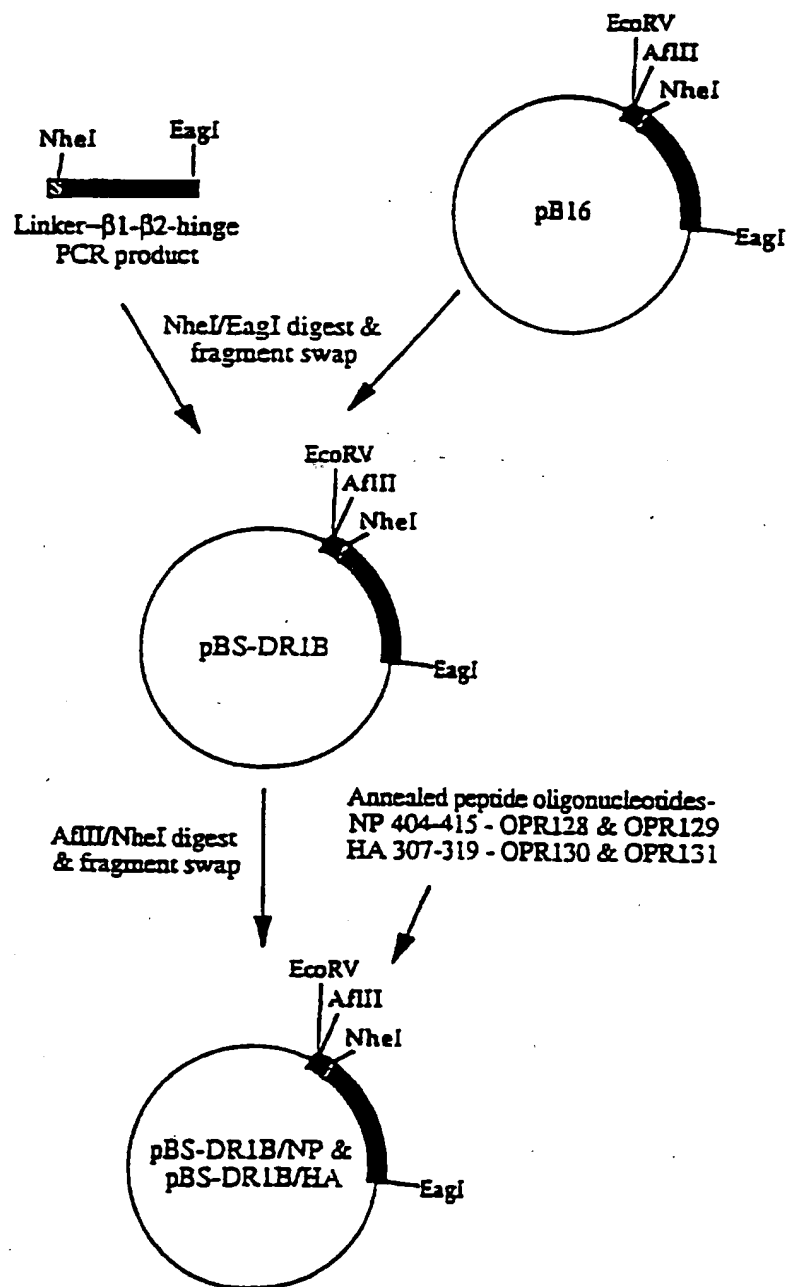 EcoRV
AflII
NheI
NheI
EagI
S
Linker–β1-β2-hinge
PCR product
pB16
EagI
NheI/EagI digest &
fragment swap
EcoRV
AflII
NheI
pBS-DR1B
EagI
AflII/NheI digest
& fragment swap
Annealed peptide oligonucleotides-
NP 404-415 - OPR128 & OPR129
HA 307-319 - OPR130 & OPR131
EcoRV
AflII
NheI
pBS-DR1B/NP &
pBS-DR1B/HA
EagI